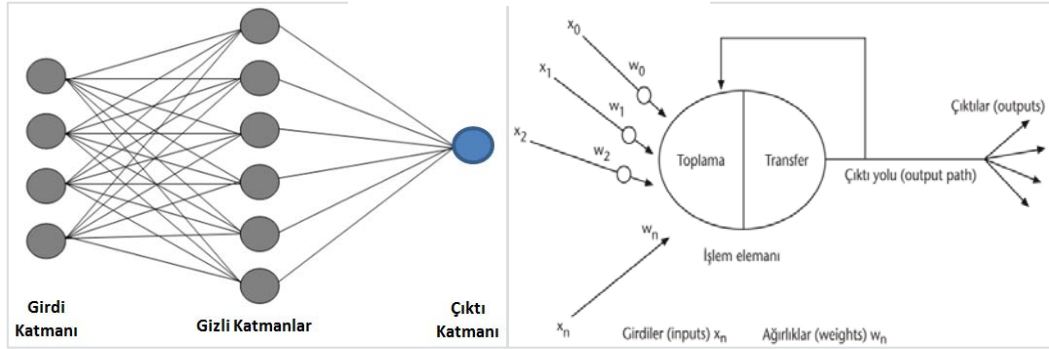 Girdi
Katmanı
Gizli Katmanlar
Çıktı
Katmanı
x0
x1
x2
xn
w0
w1
w2
wn
Toplama
Transfer
İşlem elemanı
Çıktılar (outputs)
Çıktı yolu (output path)
Girdiler (inputs) xn
Ağırlıklar (weights) wn